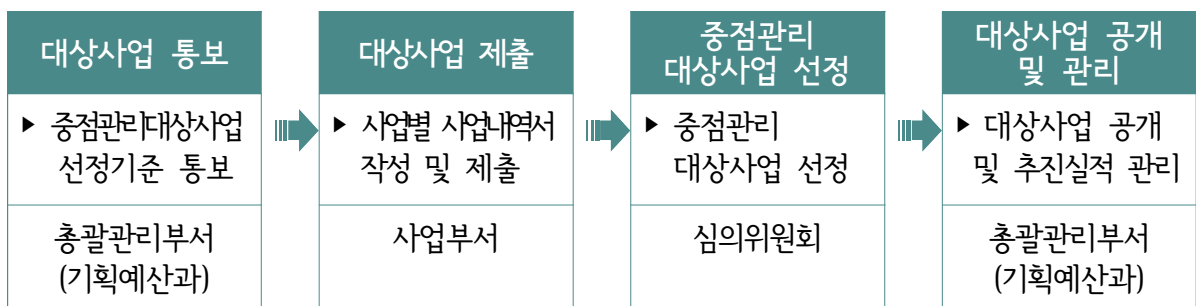 대상사업 통보
▶ 중점관리대상사업
선정기준 통보
총괄관리부서
(기획예산과)
대상사업 제출
▶ 사업별 사업내역서
작성 및 제출
사업부서
중점관리
대상사업 선정
▶ 중점관리
대상사업 선정
심의위원회
대상사업 공개
및 관리
▶ 대상사업 공개
및 추진실적 관리
총괄관리부서
(기획예산과)